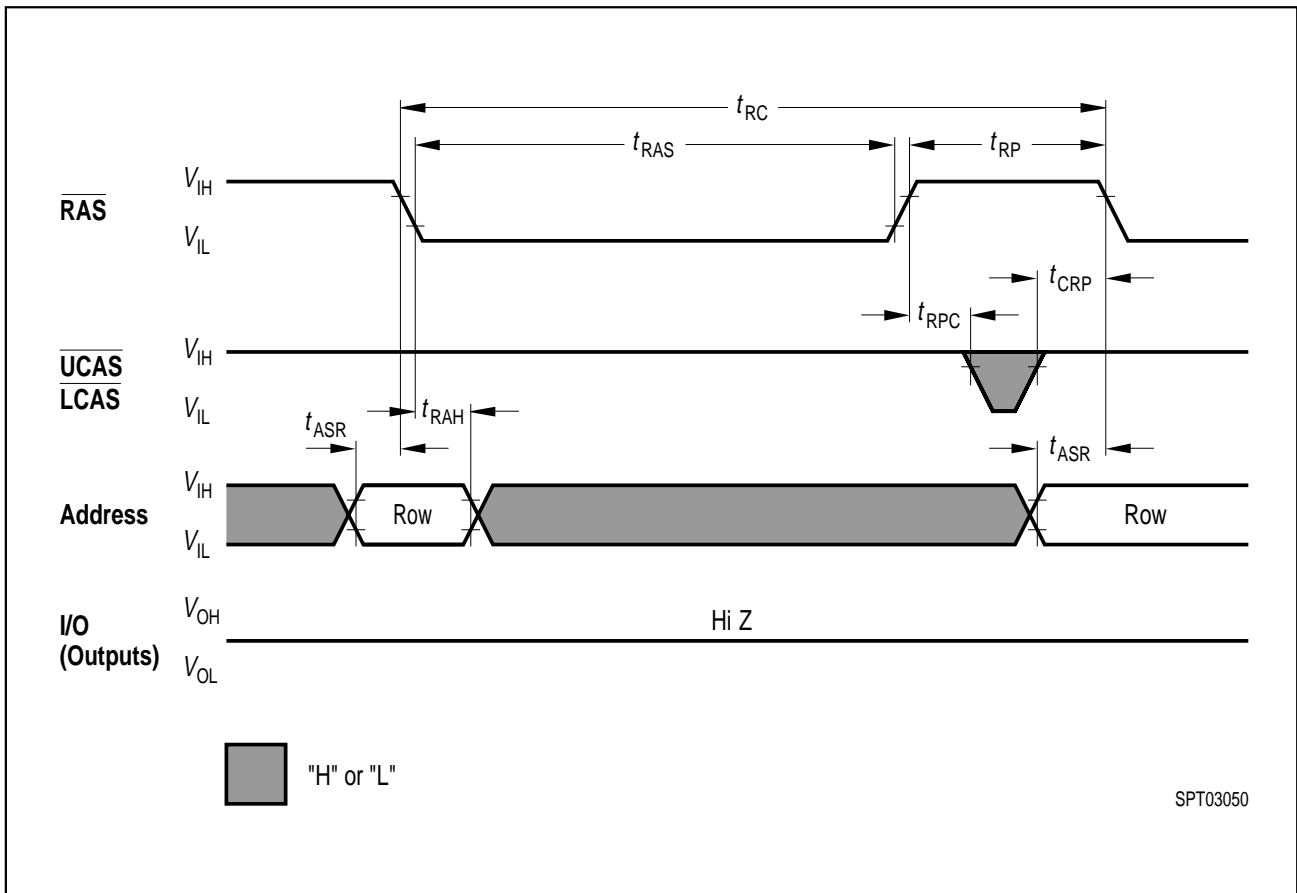 tRC
tRAS
tRP
VIH
RAS
VIL
tCRP
tRPC
VIH
UCAS
LCAS
VIL
tRAH
tASR
tASR
VIH
Address
Row
Row
VIL
VOH
Hi Z
I/O
(Outputs)
VOL
"H" or "L"
SPT03050